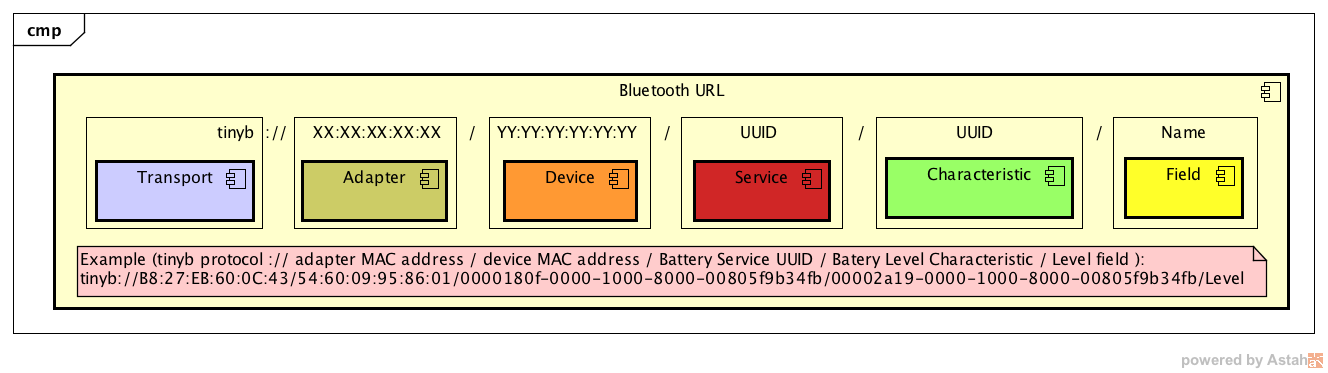 cmp
Bluetooth URL
tinyb :// XX:XX:XX:XX:XX / YY:YY:YY:YY:YY:YY / UUID / UUID / Name
Transport Adapter Device Service Characteristic Field
Example (tinyb protocol :// adapter MAC address / device MAC address / Battery Service UUID / Batery Level Characteristic / Level field ):
tinyb://B8:27:EB:60:0C:43/54:60:09:95:86:01/0000180f-0000-1000-8000-00805f9b34fb/00002a19-0000-1000-8000-00805f9b34fb/Level
powered by Astah